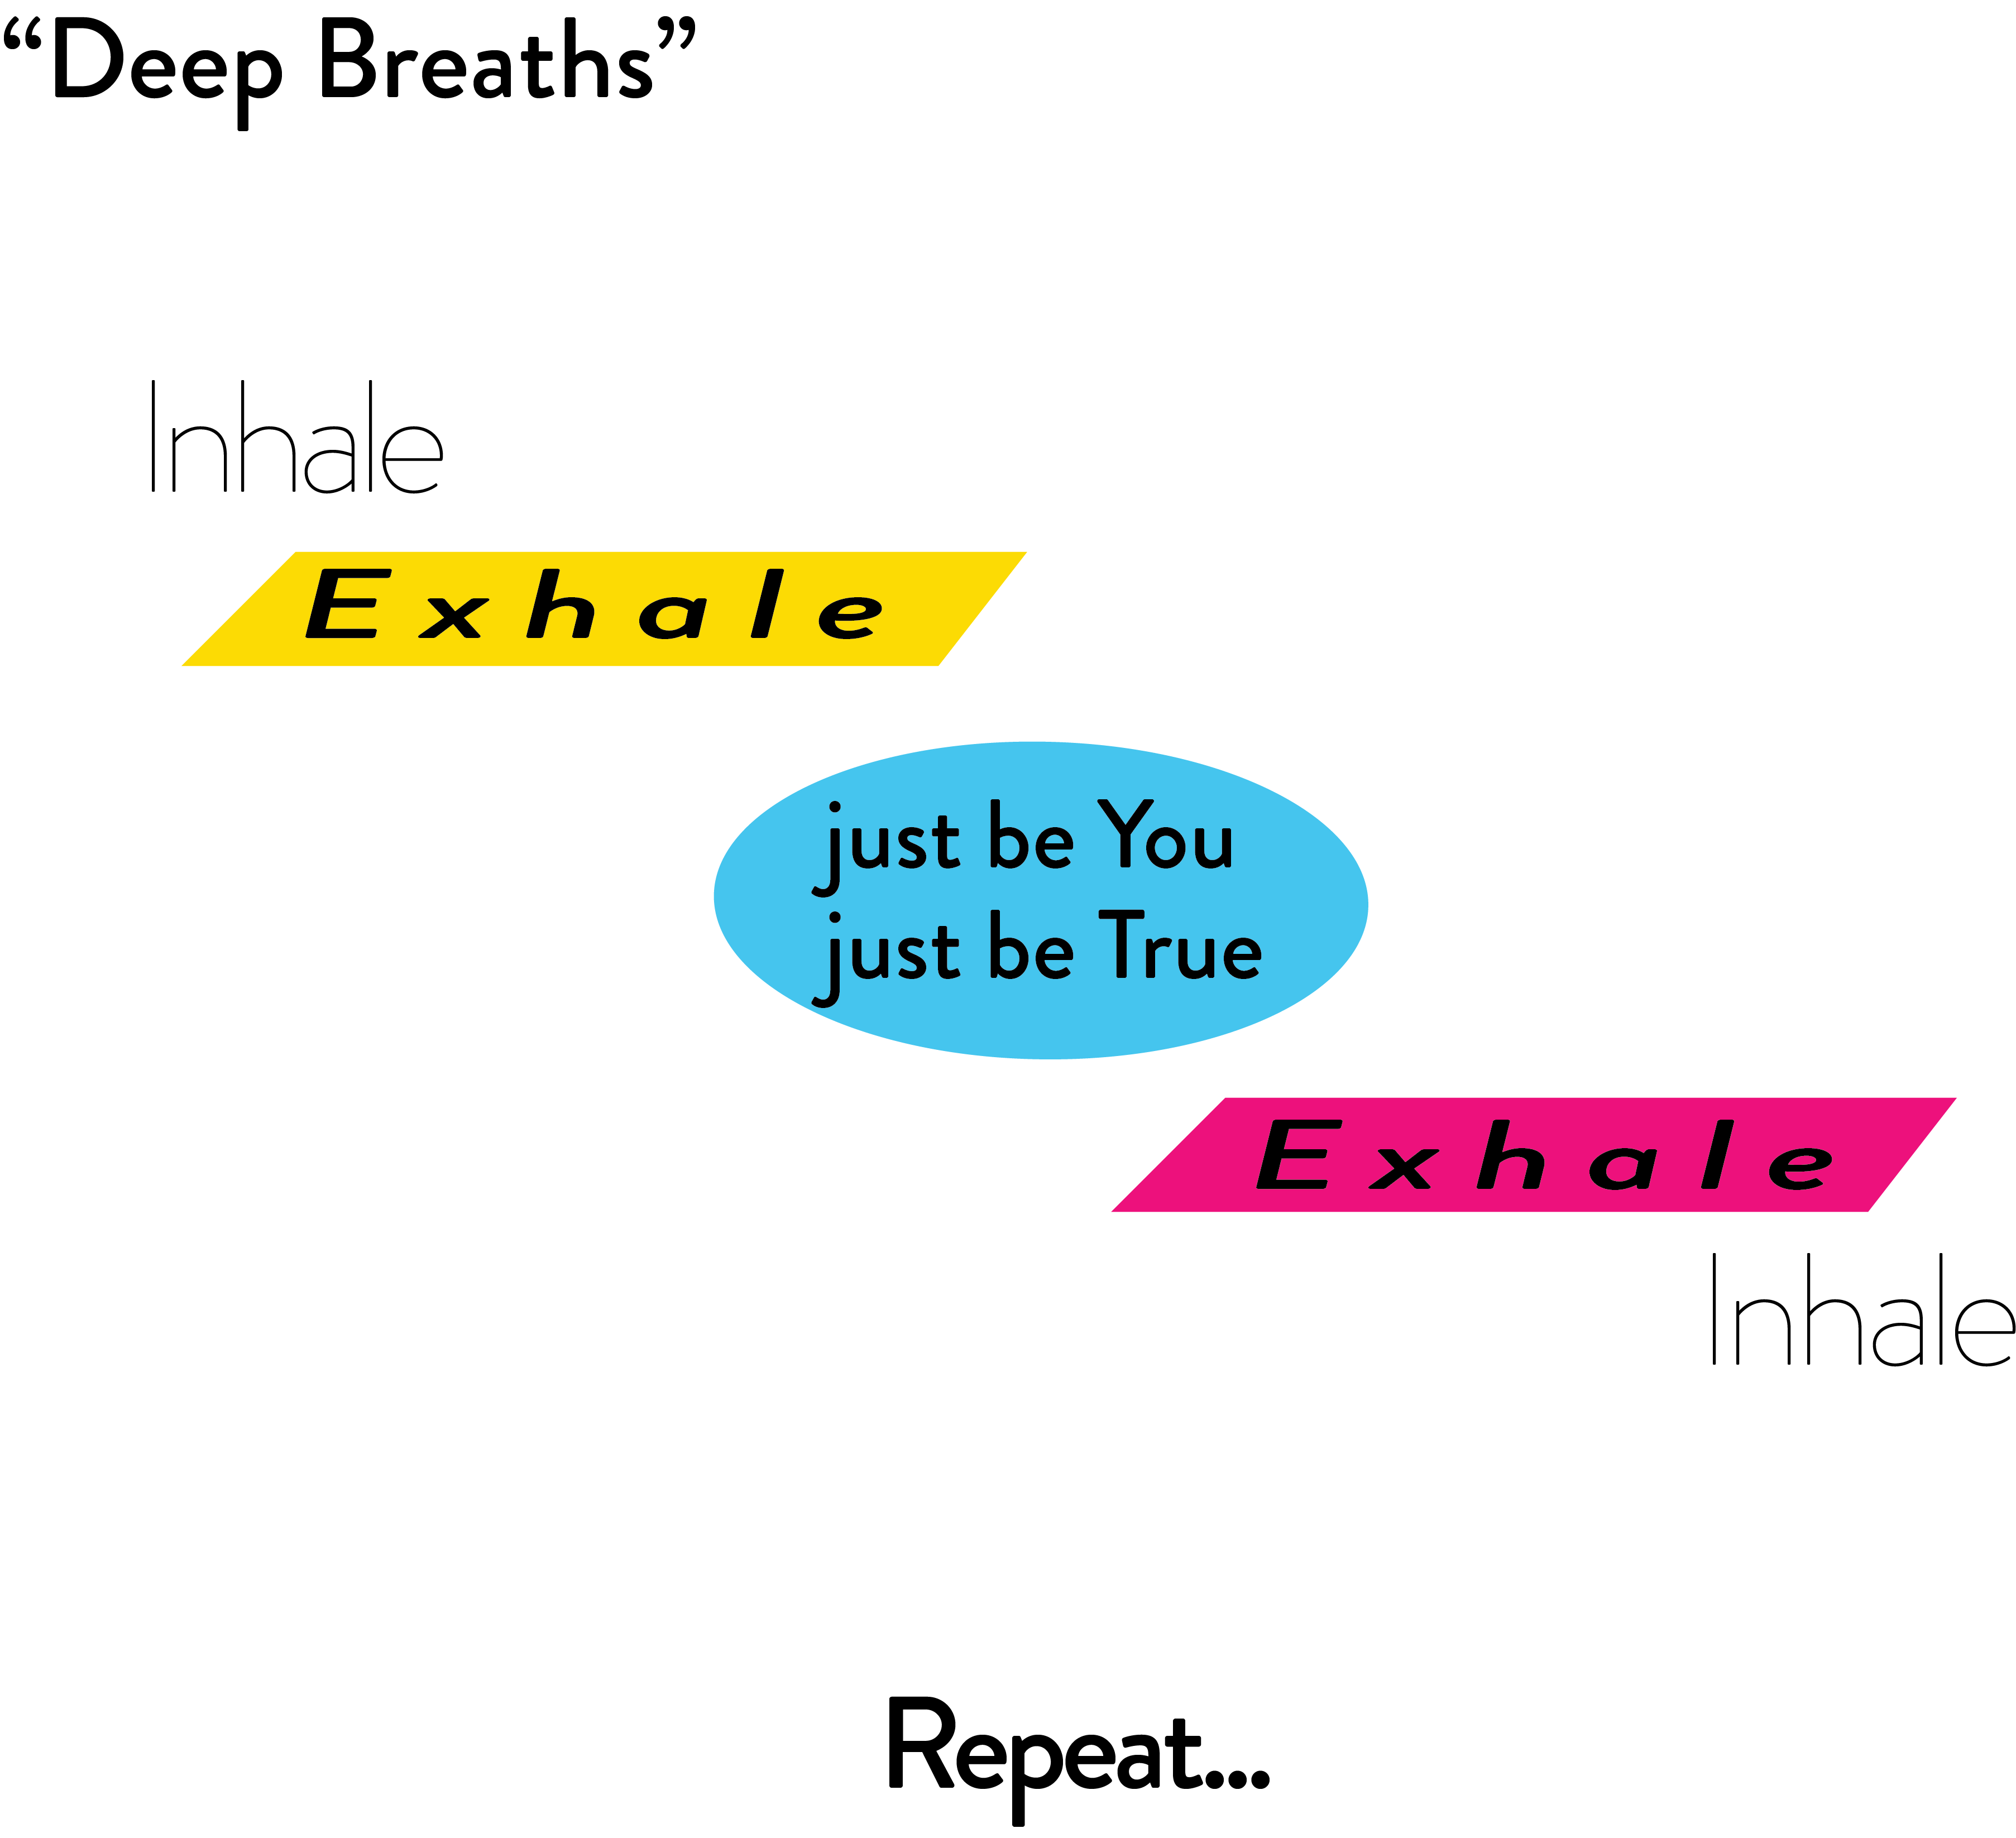 “Deep Breaths”
Inhale
Exhale
just be You
just be True
Exhale
Inhale
Repeat...